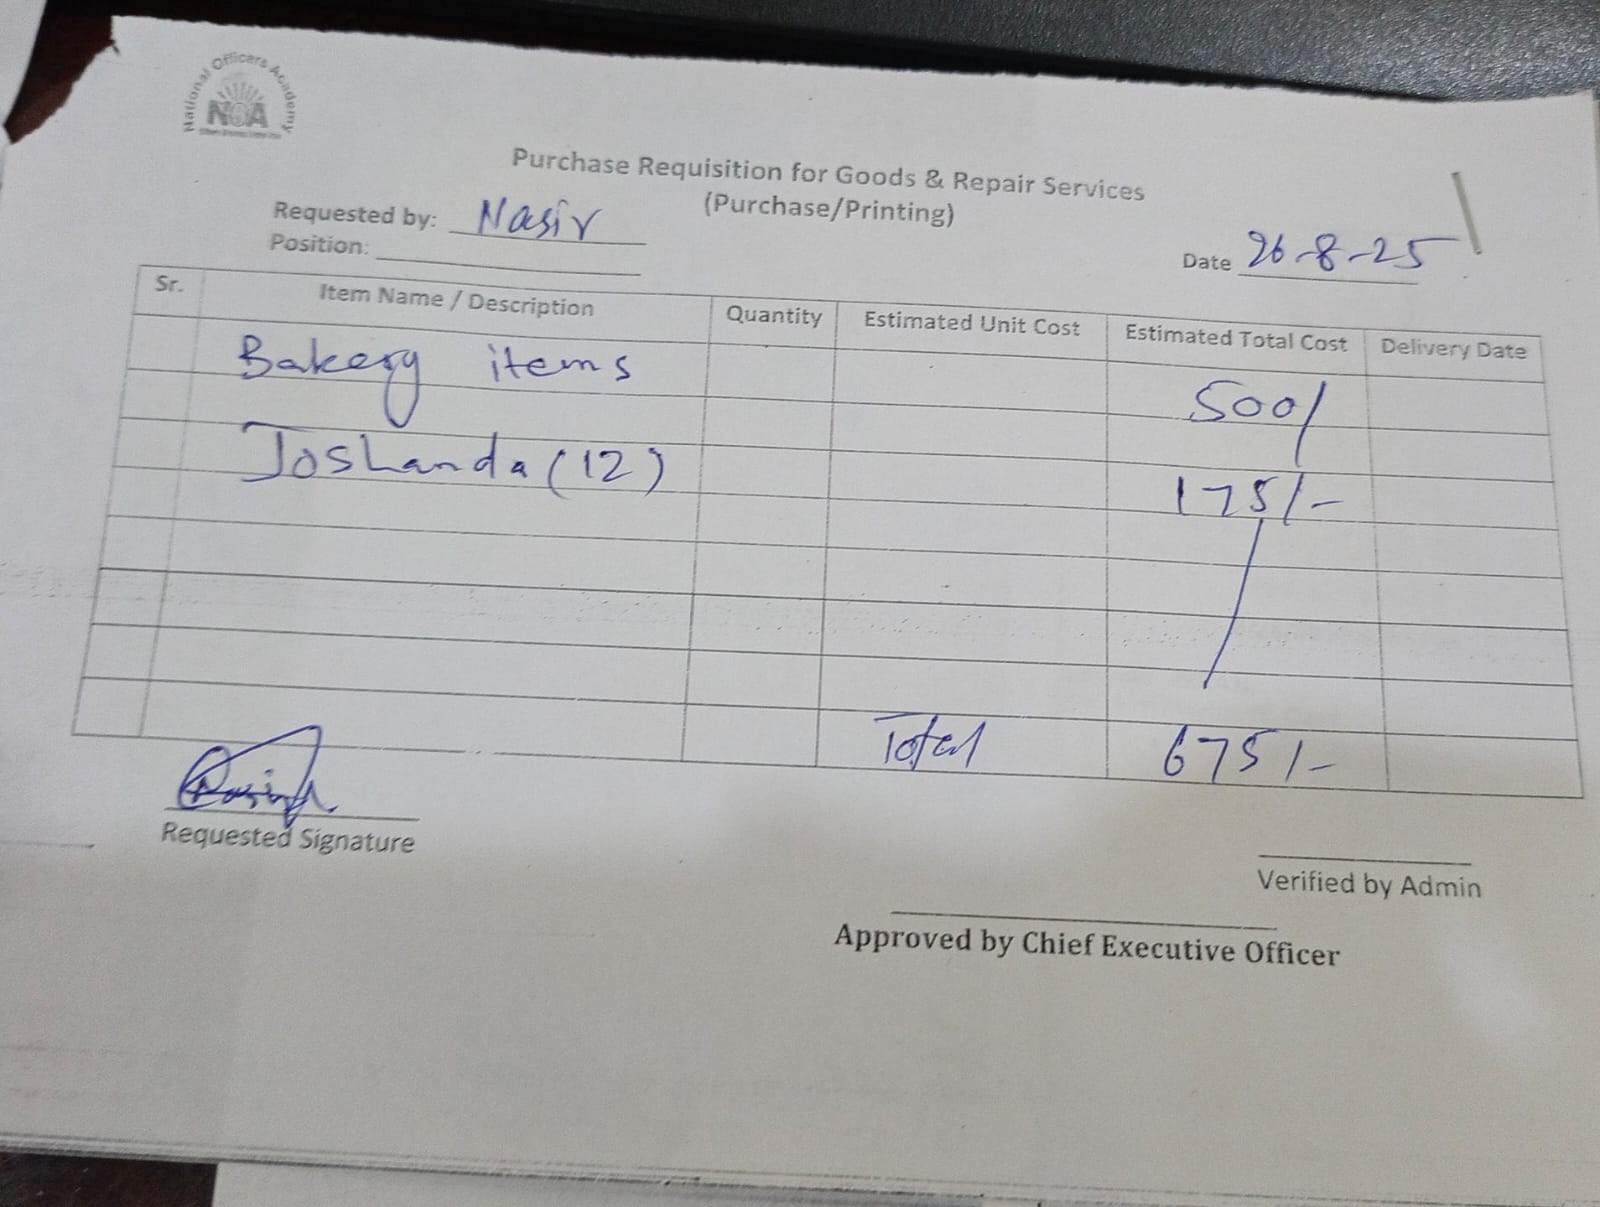 National Officers Academy
NOA
Purchase Requisition for Goods & Repair Services
(Purchase/Printing)
Requested by: Nasir
Position:
Date 26-8-25
Sr. Item Name / Description Quantity Estimated Unit Cost Estimated Total Cost Delivery Date
Bakery items 500/
Joshanda (12) 175/-
Total 675/-
Requested Signature
Verified by Admin
Approved by Chief Executive Officer